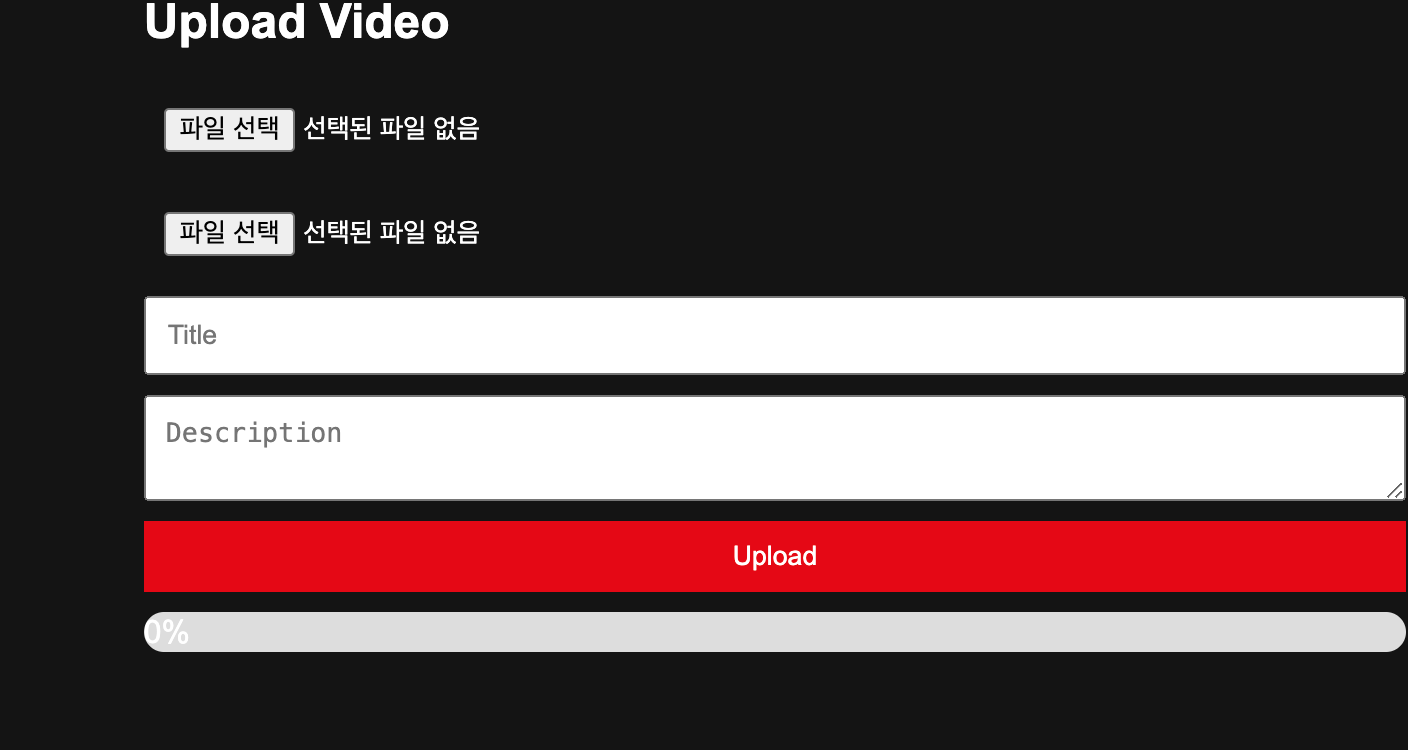 Upload Video
파일 선택 선택된 파일 없음
파일 선택 선택된 파일 없음
Title
Description
Upload
0%